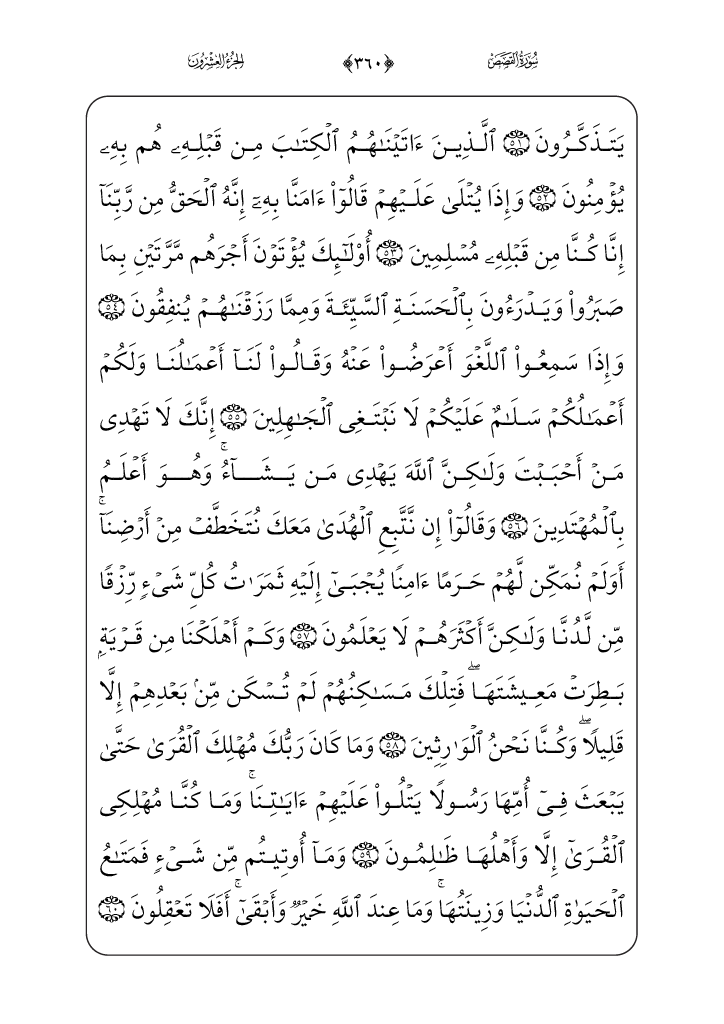 سُورَةُ القَصَصِ ﴿٣٦٠﴾ الجُزْءُ العِشْرُونَ
يَتَذَكَّرُونَ ٥١ ٱلَّذِينَ ءَاتَيْنَٰهُمُ ٱلْكِتَٰبَ مِن قَبْلِهِۦ هُم بِهِۦ
يُؤْمِنُونَ ٥٢ وَإِذَا يُتْلَىٰ عَلَيْهِمْ قَالُوٓا۟ ءَامَنَّا بِهِۦٓ إِنَّهُ ٱلْحَقُّ مِن رَّبِّنَآ
إِنَّا كُنَّا مِن قَبْلِهِۦ مُسْلِمِينَ ٥٣ أُو۟لَٰٓئِكَ يُؤْتَوْنَ أَجْرَهُم مَّرَّتَيْنِ بِمَا
صَبَرُوا۟ وَيَدْرَءُونَ بِٱلْحَسَنَةِ ٱلسَّيِّئَةَ وَمِمَّا رَزَقْنَٰهُمْ يُنفِقُونَ ٥٤
وَإِذَا سَمِعُوا۟ ٱللَّغْوَ أَعْرَضُوا۟ عَنْهُ وَقَالُوا۟ لَنَآ أَعْمَٰلُنَا وَلَكُمْ
أَعْمَٰلُكُمْ سَلَٰمٌ عَلَيْكُمْ لَا نَبْتَغِى ٱلْجَٰهِلِينَ ٥٥ إِنَّكَ لَا تَهْدِى
مَنْ أَحْبَبْتَ وَلَٰكِنَّ ٱللَّهَ يَهْدِى مَن يَشَآءُ ۚ وَهُوَ أَعْلَمُ
بِٱلْمُهْتَدِينَ ٥٦ وَقَالُوٓا۟ إِن نَّتَّبِعِ ٱلْهُدَىٰ مَعَكَ نُتَخَطَّفْ مِنْ أَرْضِنَآ ۚ
أَوَلَمْ نُمَكِّن لَّهُمْ حَرَمًا ءَامِنًا يُجْبَىٰٓ إِلَيْهِ ثَمَرَٰتُ كُلِّ شَىْءٍ رِّزْقًا
مِّن لَّدُنَّا وَلَٰكِنَّ أَكْثَرَهُمْ لَا يَعْلَمُونَ ٥٧ وَكَمْ أَهْلَكْنَا مِن قَرْيَةٍۭ
بَطِرَتْ مَعِيشَتَهَا ۖ فَتِلْكَ مَسَٰكِنُهُمْ لَمْ تُسْكَن مِّنۢ بَعْدِهِمْ إِلَّا
قَلِيلًا ۖ وَكُنَّا نَحْنُ ٱلْوَٰرِثِينَ ٥٨ وَمَا كَانَ رَبُّكَ مُهْلِكَ ٱلْقُرَىٰ حَتَّىٰ
يَبْعَثَ فِىٓ أُمِّهَا رَسُولًا يَتْلُوا۟ عَلَيْهِمْ ءَايَٰتِنَا ۚ وَمَا كُنَّا مُهْلِكِى
ٱلْقُرَىٰٓ إِلَّا وَأَهْلُهَا ظَٰلِمُونَ ٥٩ وَمَآ أُوتِيتُم مِّن شَىْءٍ فَمَتَٰعُ
ٱلْحَيَوٰةِ ٱلدُّنْيَا وَزِينَتُهَا ۚ وَمَا عِندَ ٱللَّهِ خَيْرٌ وَأَبْقَىٰٓ ۚ أَفَلَا تَعْقِلُونَ ٦٠